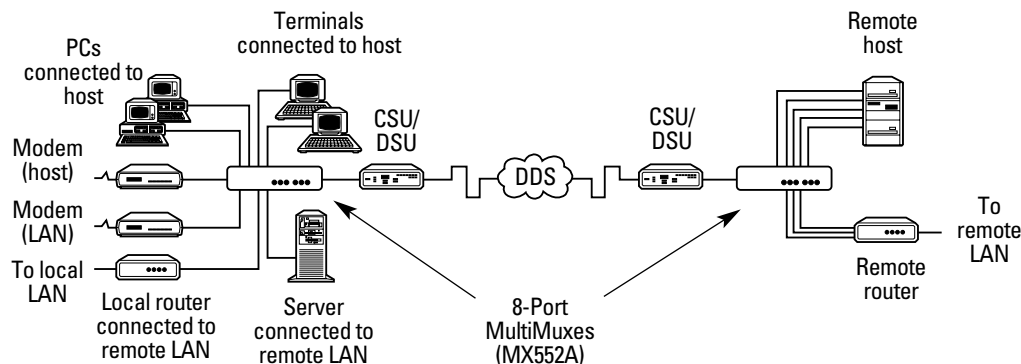 Terminals
connected to host
PCs
connected to
host
CSU/
DSU
CSU/
DSU
Remote
host
Modem
(host)
DDS
Modem
(LAN)
To local
LAN
Local router
connected to
remote LAN
Server
connected to
remote LAN
8-Port
MultiMuxes
(MX552A)
Remote
router
To
remote
LAN